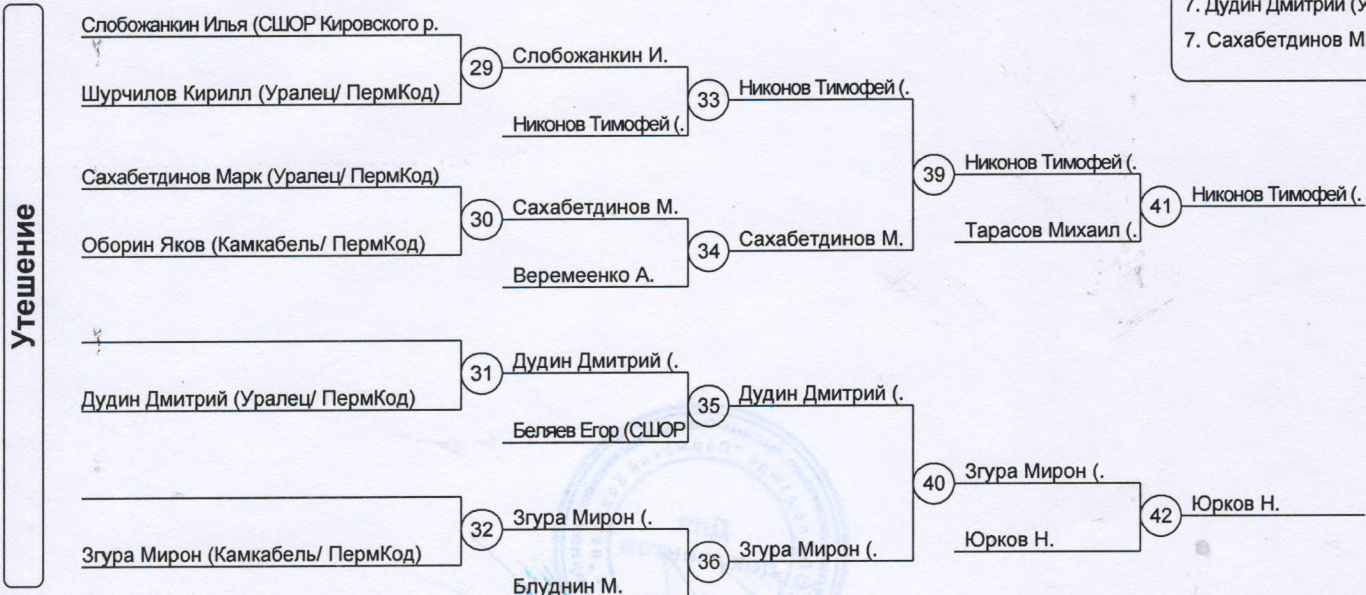 7. Дудин Дмитрий (У
7. Сахабетдинов М
Утешение
Слобожанкин Илья (СШОР Кировского р.
29
Слобожанкин И.
Шурчилов Кирилл (Уралец/ ПермКод)
33
Никонов Тимофей (.
Никонов Тимофей (.
39
Никонов Тимофей (.
Сахабетдинов Марк (Уралец/ ПермКод)
30
Сахабетдинов М.
41
Никонов Тимофей (.
Оборин Яков (Камкабель/ ПермКод)
34
Сахабетдинов М.
Тарасов Михаил (.
Веремеенко А.
31
Дудин Дмитрий (.
Дудин Дмитрий (Уралец/ ПермКод)
35
Дудин Дмитрий (.
Беляев Егор (СШОР
40
Згура Мирон (.
32
Згура Мирон (.
42
Юрков Н.
Згура Мирон (Камкабель/ ПермКод)
36
Згура Мирон (.
Юрков Н.
Блуднин М.